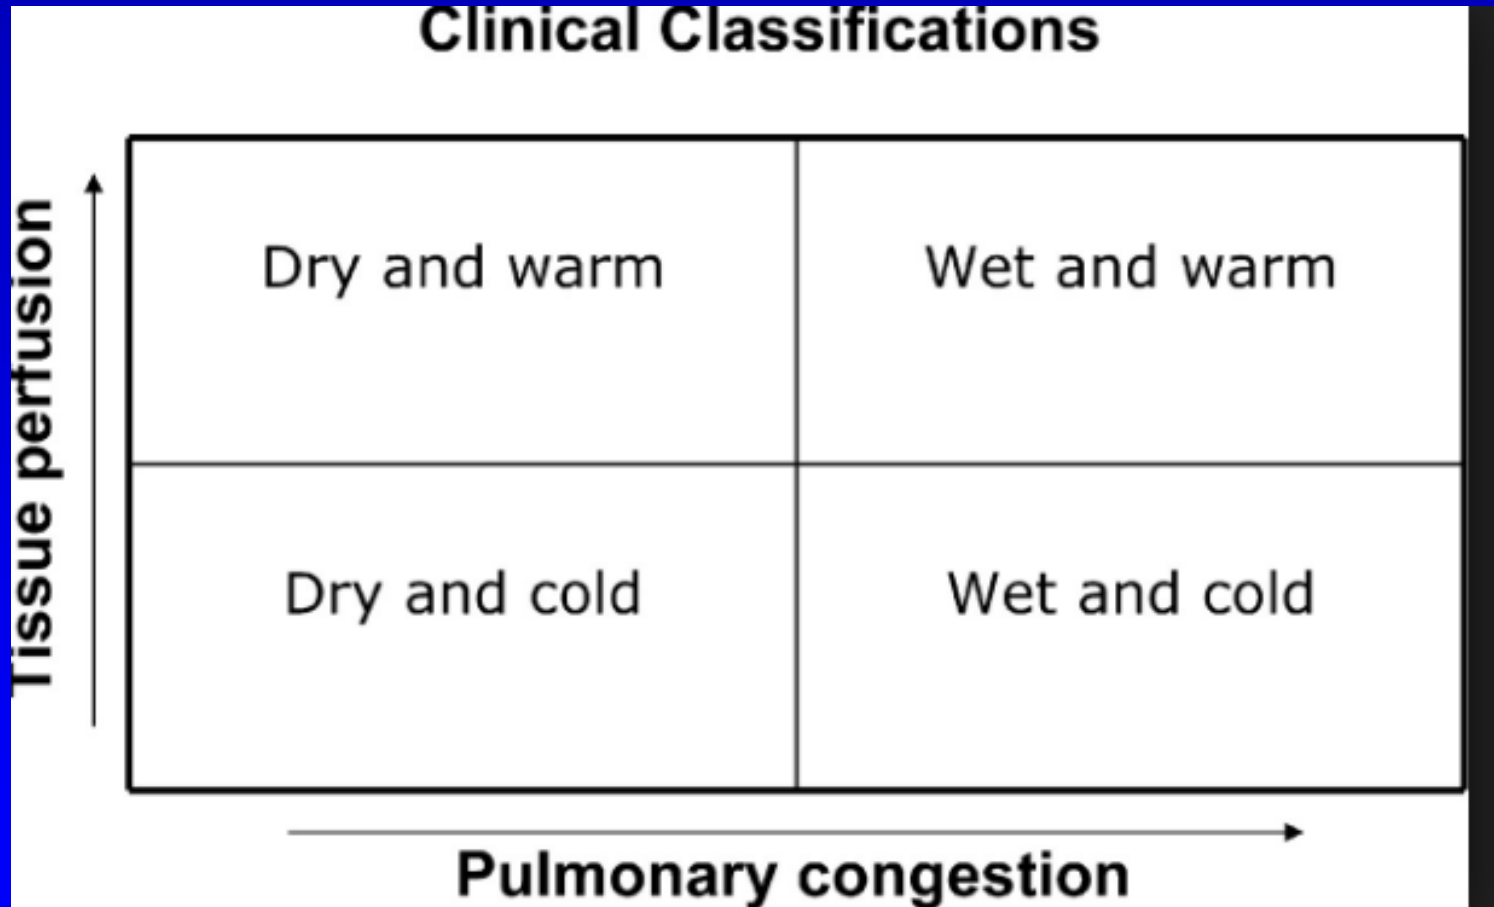 Clinical Classifications
Tissue perfusion
Dry and warm
Wet and warm
Dry and cold
Wet and cold
Pulmonary congestion